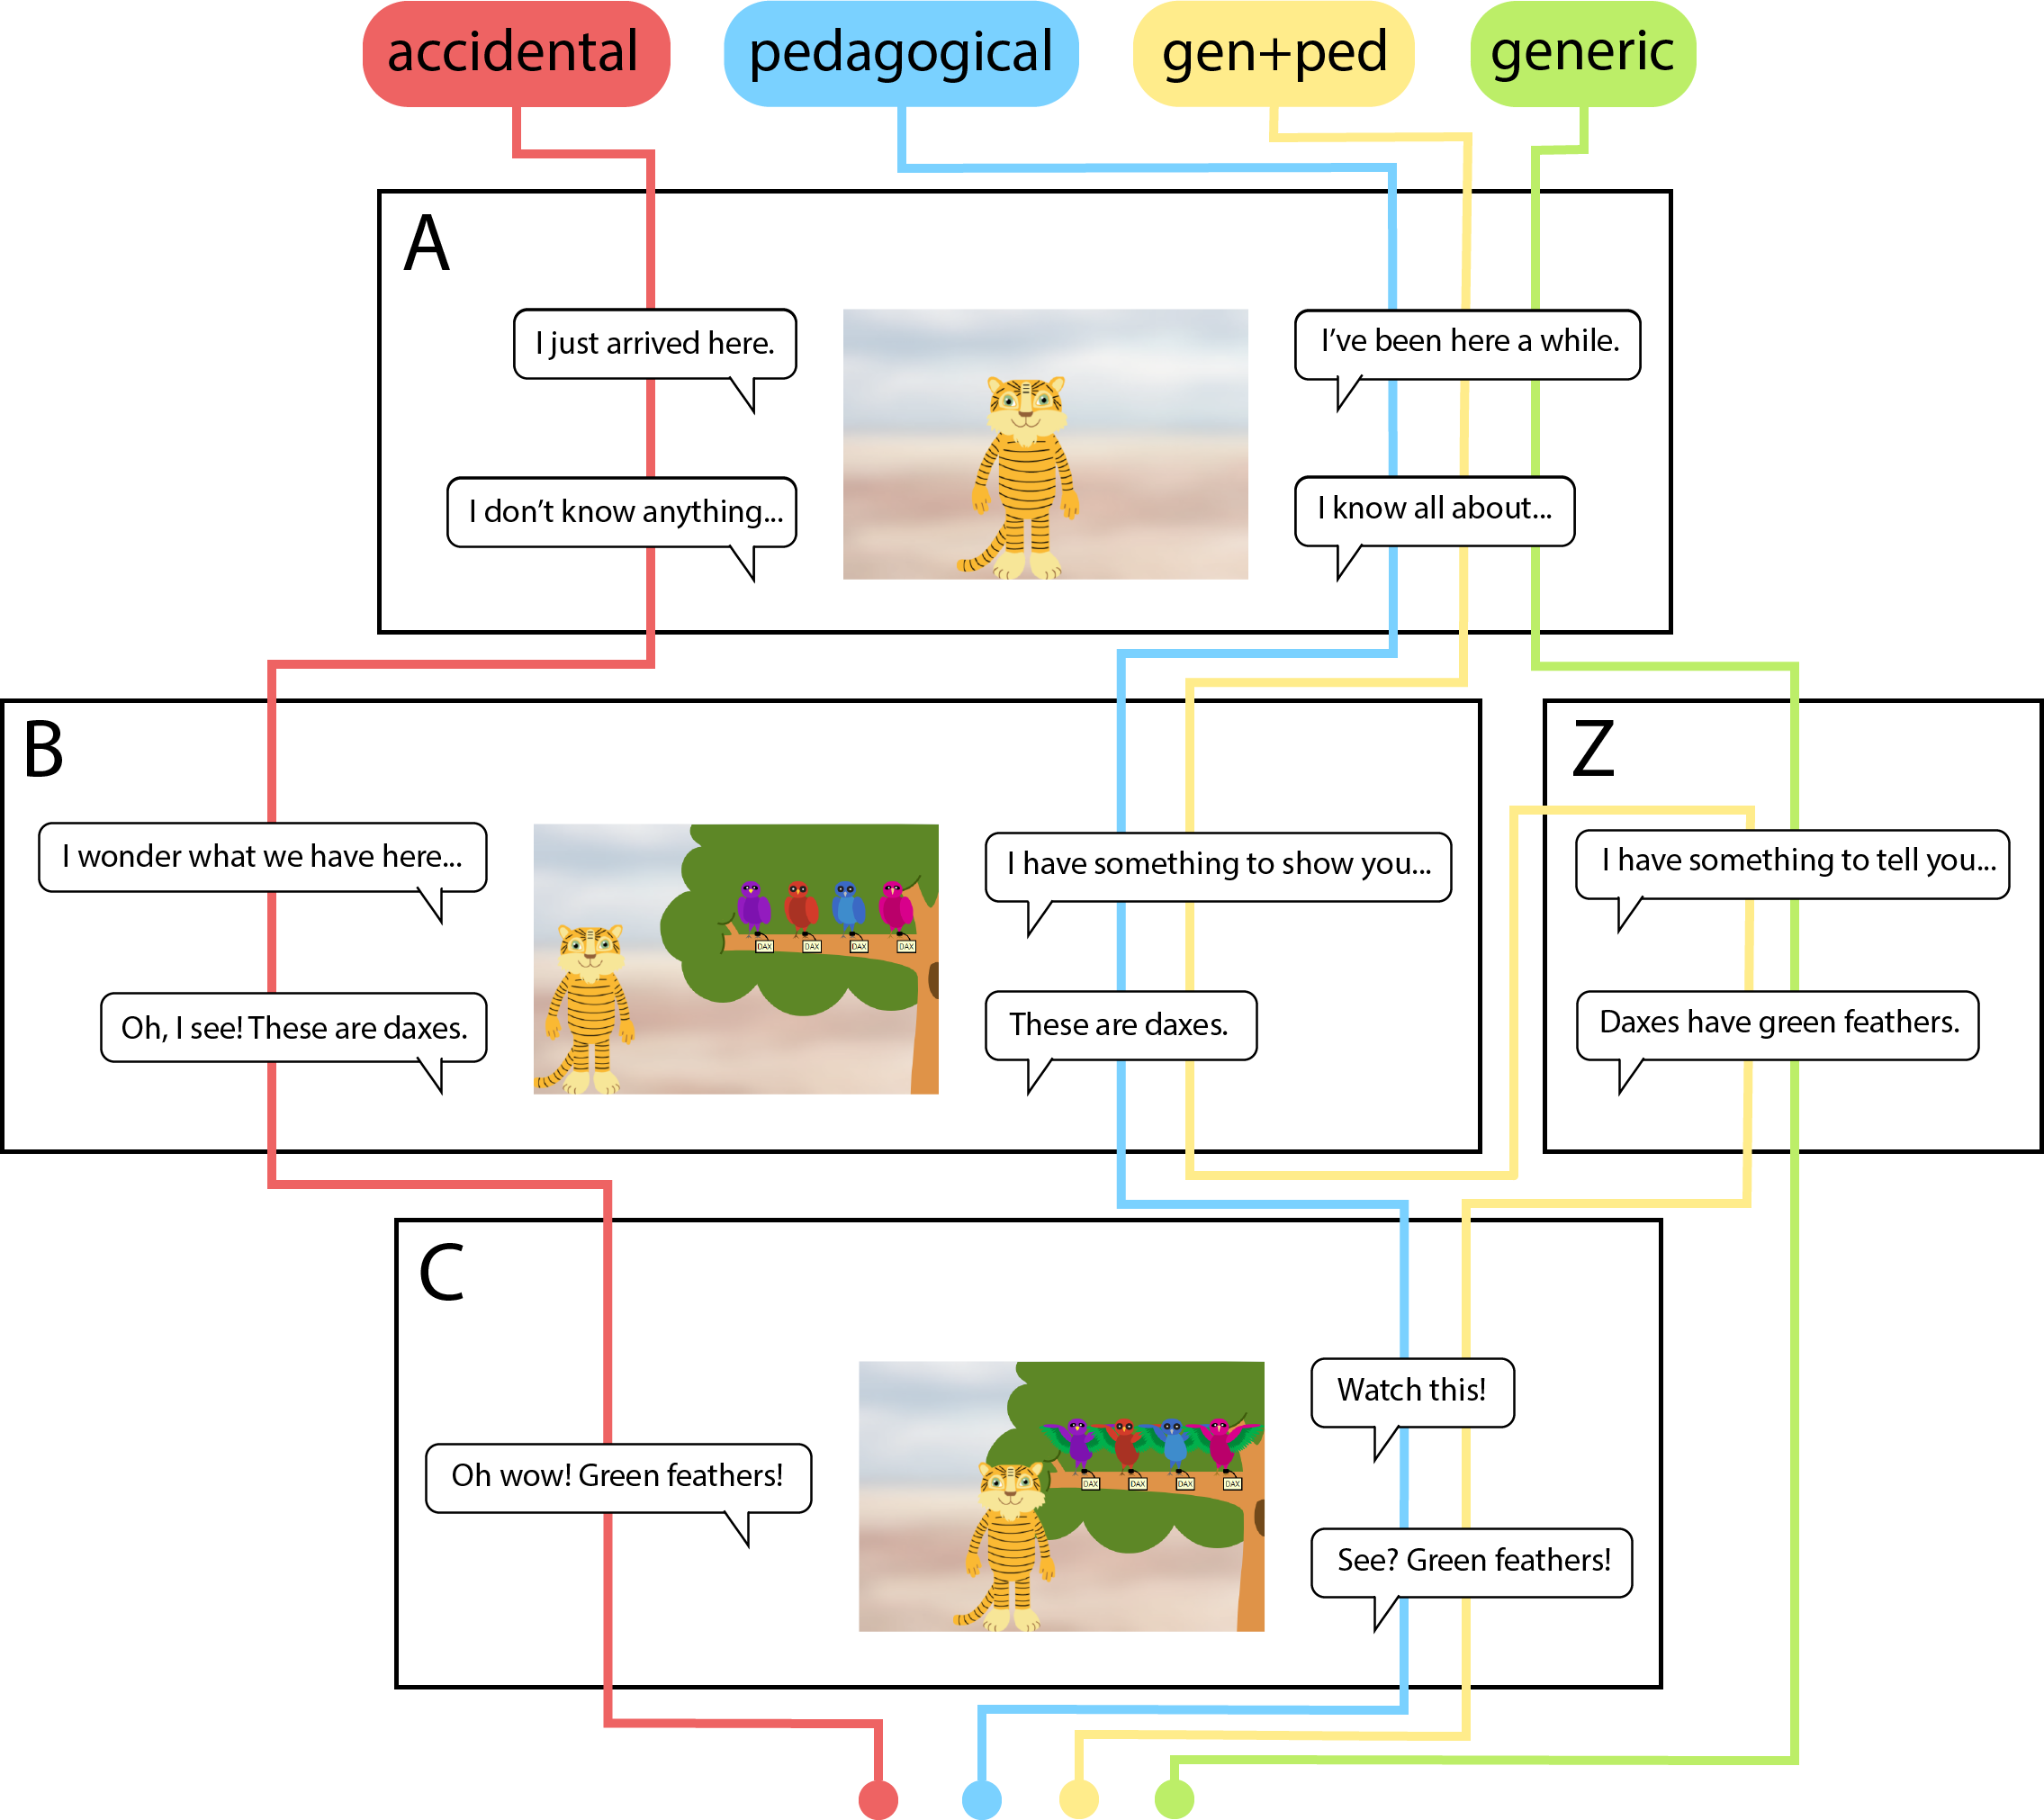 accidental
pedagogical
gen+ped
generic
A
I just arrived here.
I've been here a while.
I don't know anything...
I know all about...
B
I wonder what we have here...
I have something to show you...
DAX
DAX
DAX
DAX
Oh, I see! These are daxes.
These are daxes.
Z
I have something to tell you...
Daxes have green feathers.
C
Watch this!
Oh wow! Green feathers!
DAX
DAX
DAX
DAX
See? Green feathers!